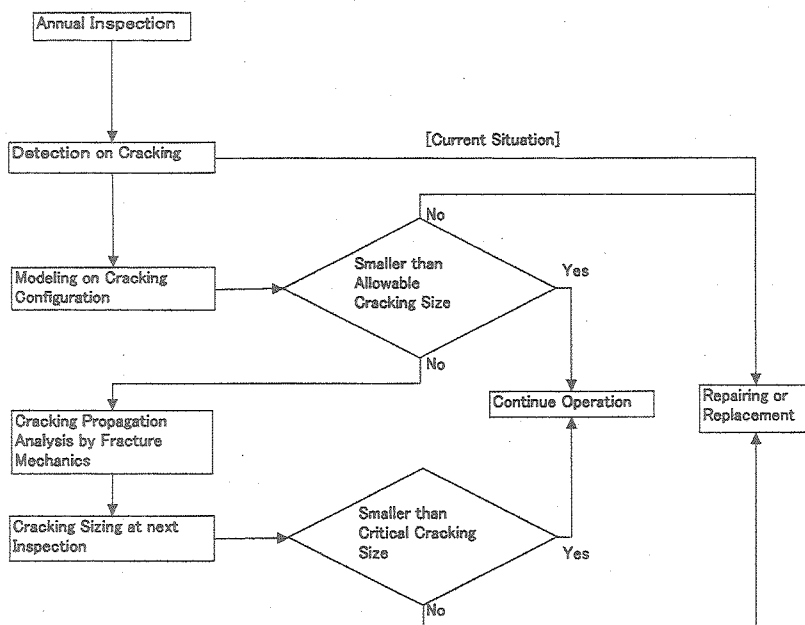 Annual Inspection
[Current Situation]
Detection on Cracking
No
Smaller than
Allowable
Cracking Size
Yes
Modeling on Cracking
Configuration
No
Continue Operation
Repairing or
Replacement
Cracking Propagation
Analysis by Fracture
Mechanics
Smaller than
Critical Cracking
Size
Yes
Cracking Sizing at next
Inspection
No